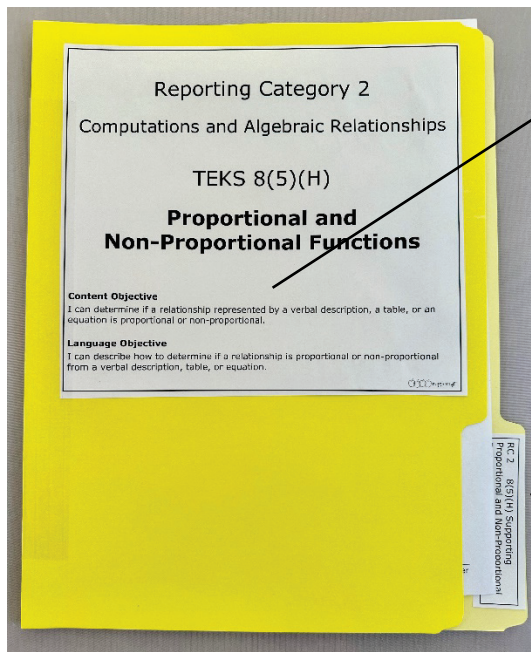 Reporting Category 2
Computations and Algebraic Relationships
TEKS 8(5)(H)
Proportional and
Non-Proportional Functions
Content Objective
I can determine if a relationship represented by a verbal description, a table, or an
equation is proportional or non-proportional.
Language Objective
I can describe how to determine if a relationship is proportional or non-proportional
from a verbal description, table, or equation.
RC 2 8(5)(H) Supporting
Proportional and Non-Proportional
er